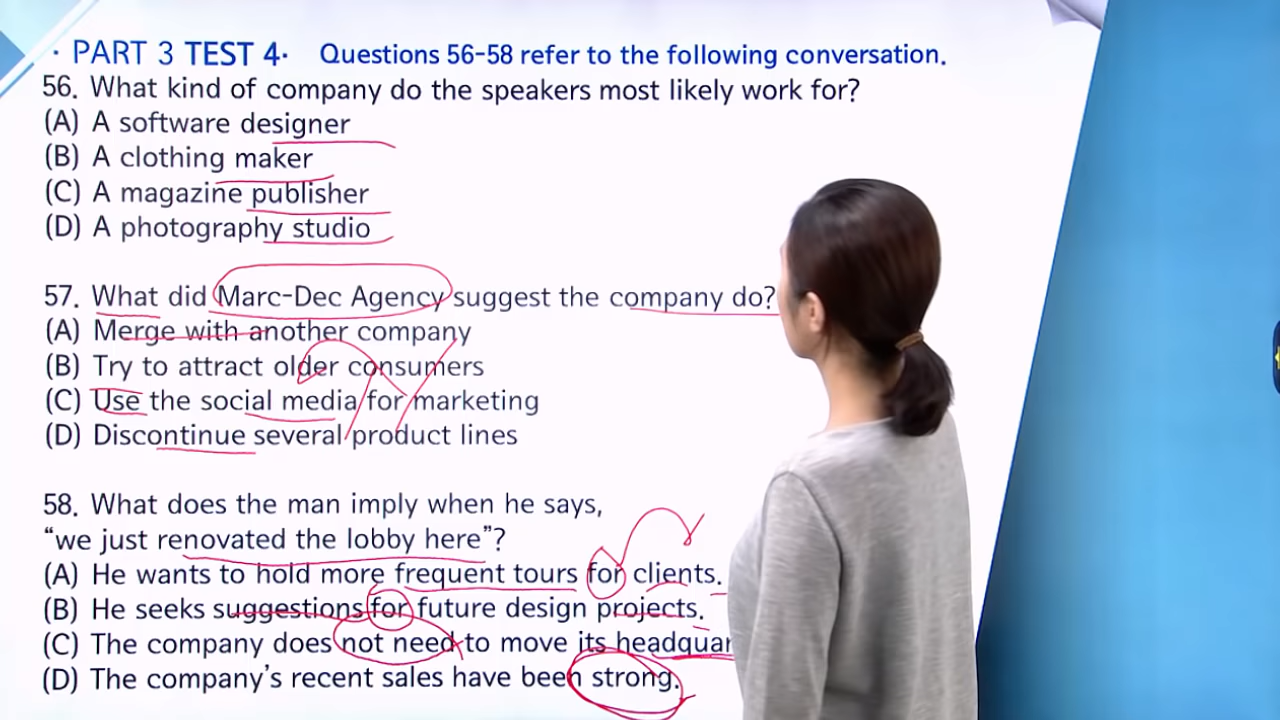 · PART 3 TEST 4· Questions 56-58 refer to the following conversation.
56. What kind of company do the speakers most likely work for?
(A) A software designer
(B) A clothing maker
(C) A magazine publisher
(D) A photography studio
57. What did Marc-Dec Agency suggest the company do?
(A) Merge with another company
(B) Try to attract older consumers
(C) Use the social media for marketing
(D) Discontinue several product lines
58. What does the man imply when he says,
“we just renovated the lobby here”?
(A) He wants to hold more frequent tours for clients.
(B) He seeks suggestions for future design projects.
(C) The company does not need to move its
(D) The company’s recent sales have been strong.